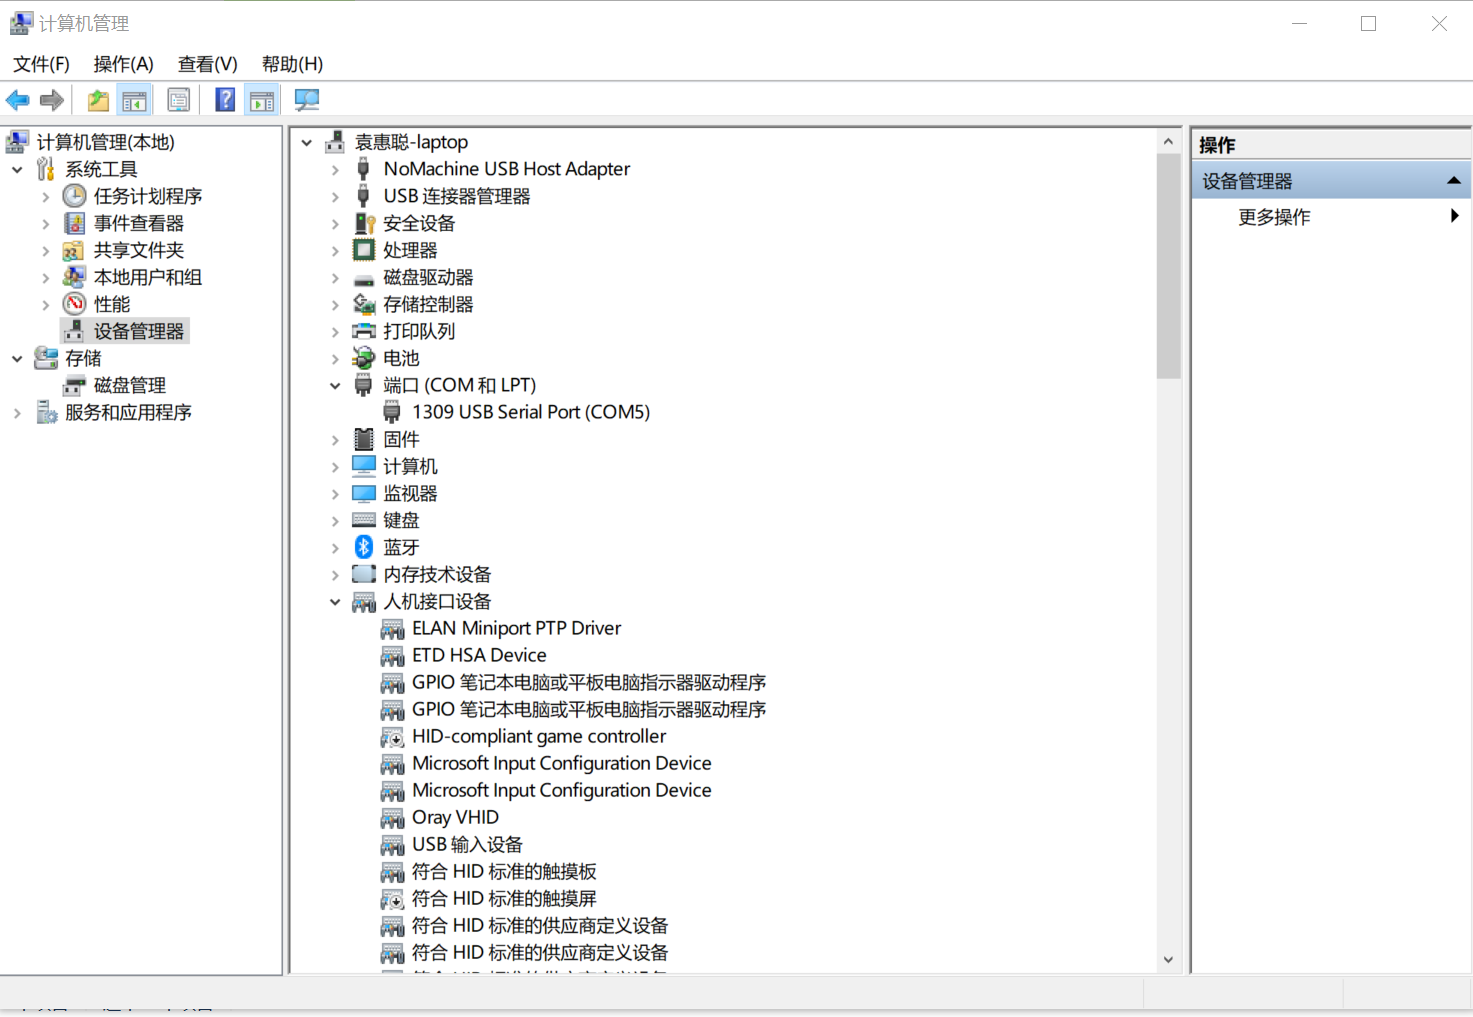 计算机管理
文件(F) 操作(A) 查看(V) 帮助(H)
计算机管理(本地)
系统工具
任务计划程序
事件查看器
共享文件夹
本地用户和组
性能
设备管理器
存储
磁盘管理
服务和应用程序
袁惠聪-laptop
NoMachine USB Host Adapter
USB 连接器管理器
安全设备
处理器
磁盘驱动器
存储控制器
打印队列
电池
端口 (COM 和 LPT)
1309 USB Serial Port (COM5)
固件
计算机
监视器
键盘
蓝牙
内存技术设备
人机接口设备
ELAN Miniport PTP Driver
ETD HSA Device
GPIO 笔记本电脑或平板电脑指示器驱动程序
GPIO 笔记本电脑或平板电脑指示器驱动程序
HID-compliant game controller
Microsoft Input Configuration Device
Microsoft Input Configuration Device
Oray VHID
USB 输入设备
符合 HID 标准的触摸板
符合 HID 标准的触摸屏
符合 HID 标准的供应商定义设备
符合 HID 标准的供应商定义设备
操作
设备管理器
更多操作